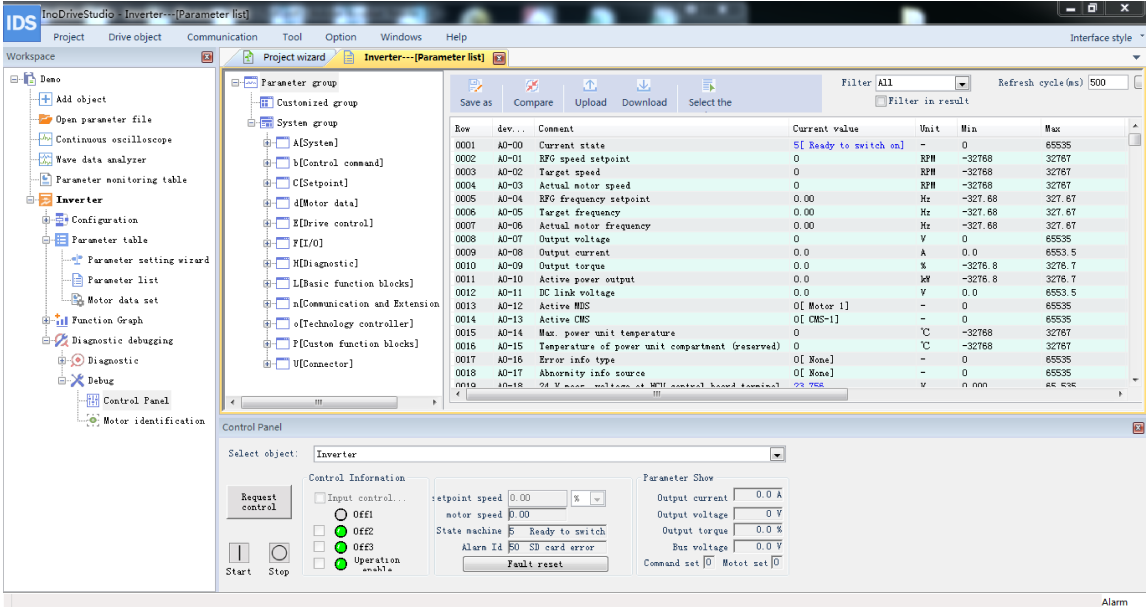 IDS InoDriveStudio - Inverter---[Parameter list]
Project Drive object Communication Tool Option Windows Help Interface style
Workspace
Demo
Add object
Open parameter file
Continuous oscilloscope
Wave data analyzer
Parameter monitoring table
Inverter
Configuration
Parameter table
Parameter setting wizard
Parameter list
Motor data set
Function Graph
Diagnostic debugging
Diagnostic
Debug
Control Panel
Motor identification
Project wizard Inverter---[Parameter list]
Parameter group
Customized group
System group
A[System]
b[Control command]
C[Setpoint]
d[Motor data]
E[Drive control]
F[I/O]
H[Diagnostic]
L[Basic function blocks]
n[Communication and Extension
o[Technology controller]
P[Custom function blocks]
U[Connector]
Save as Compare Upload Download Select the
Filter All Refresh cycle(ms) 500
Filter in result
Row dev... Comment Current value Unit Min Max
0001 A0-00 Current state 5[ Ready to switch on] - 0 65535
0002 A0-01 RFG speed setpoint 0 RPM -32768 32767
0003 A0-02 Target speed 0 RPM -32768 32767
0004 A0-03 Actual motor speed 0 RPM -32768 32767
0005 A0-04 RFG frequency setpoint 0.00 Hz -327.68 327.67
0006 A0-05 Target frequency 0.00 Hz -327.68 327.67
0007 A0-06 Actual motor frequency 0.00 Hz -327.68 327.67
0008 A0-07 Output voltage 0 V 0 65535
0009 A0-08 Output current 0.0 A 0.0 6553.5
0010 A0-09 Output torque 0.0 % -3276.8 3276.7
0011 A0-10 Active power output 0.0 kW -3276.8 3276.7
0012 A0-11 DC link voltage 0.0 V 0.0 6553.5
0013 A0-12 Active MDS 0[ Motor 1] - 0 65535
0014 A0-13 Active CMS 0[ CMS-1] - 0 65535
0015 A0-14 Max. power unit temperature 0 ℃ -32768 32767
0016 A0-15 Temperature of power unit compartment (reserved) 0 ℃ -32768 32767
0017 A0-16 Error info type 0[ None] - 0 65535
0018 A0-17 Abnormity info source 0[ None] - 0 65535
0019 A0-18 24 V meas. voltage at MCU control board terminal 23.756 V 0.000 65.535
Control Panel
Select object: Inverter
Request control
Start Stop
Control Information
Input control...
Off1
Off2
Off3
Operation enable
setpoint speed 0.00 %
motor speed 0.00
State machine 5 Ready to switch
Alarm Id 50 SD card error
Fault reset
Parameter Show
Output current 0.0 A
Output voltage 0 V
Output torque 0.0 %
Bus voltage 0.0 V
Command set 0 Motot set 0
Alarm